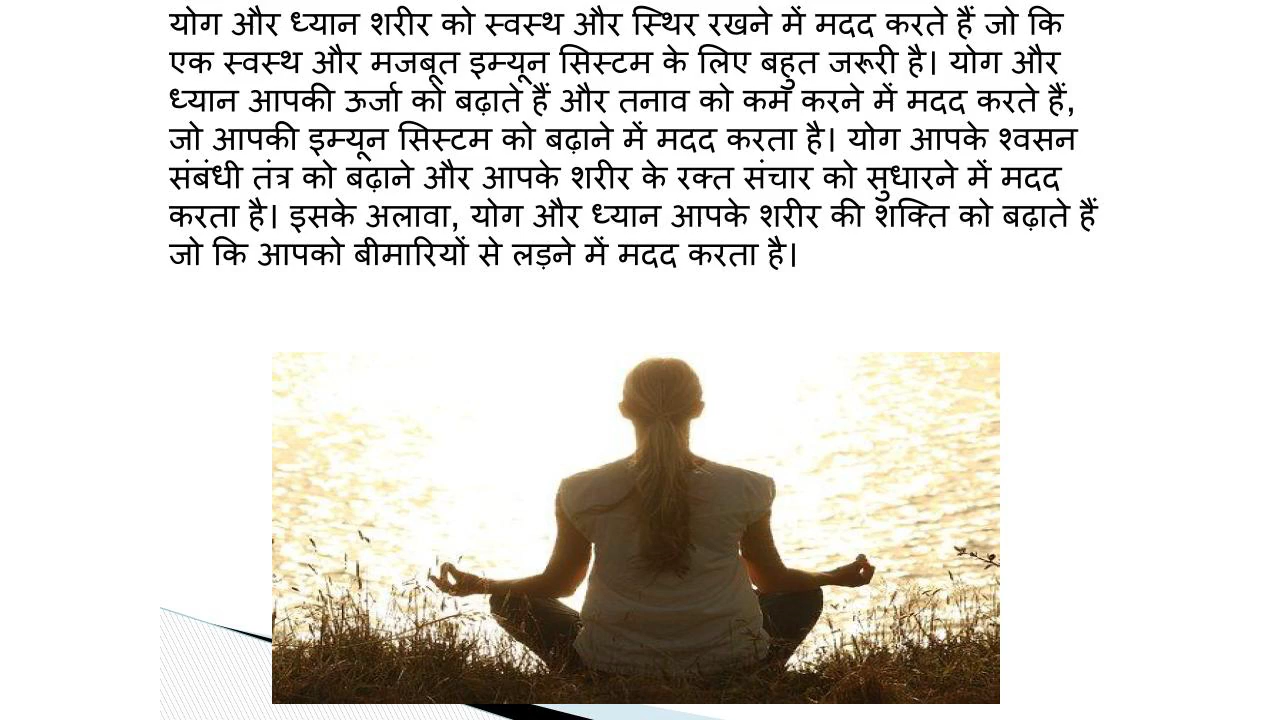 योग और ध्यान शरीर को स्वस्थ और स्थिर रखने में मदद करते हैं जो कि
एक स्वस्थ और मजबूत इम्यून सिस्टम के लिए बहुत जरूरी है। योग और
ध्यान आपकी ऊर्जा को बढ़ाते हैं और तनाव को कम करने में मदद करते हैं,
जो आपकी इम्यून सिस्टम को बढ़ाने में मदद करता है। योग आपके श्वसन
संबंधी तंत्र को बढ़ाने और आपके शरीर के रक्त संचार को सुधारने में मदद
करता है। इसके अलावा, योग और ध्यान आपके शरीर की शक्ति को बढ़ाते हैं
जो कि आपको बीमारियों से लड़ने में मदद करता है।